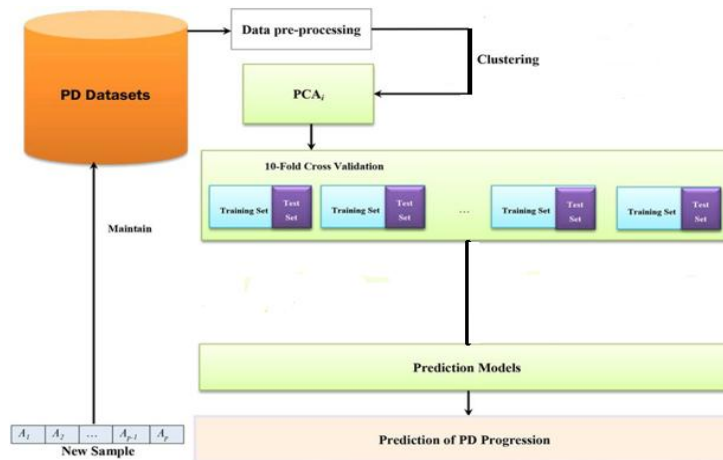 Data pre-processing
PD Datasets
Clustering
PCAi
10-Fold Cross Validation
Training Set Test Set Training Set Test Set ... Training Set Test Set Training Set Test Set
Maintain
Prediction Models
A1 A2 ... Ap-1 Ap
New Sample
Prediction of PD Progression